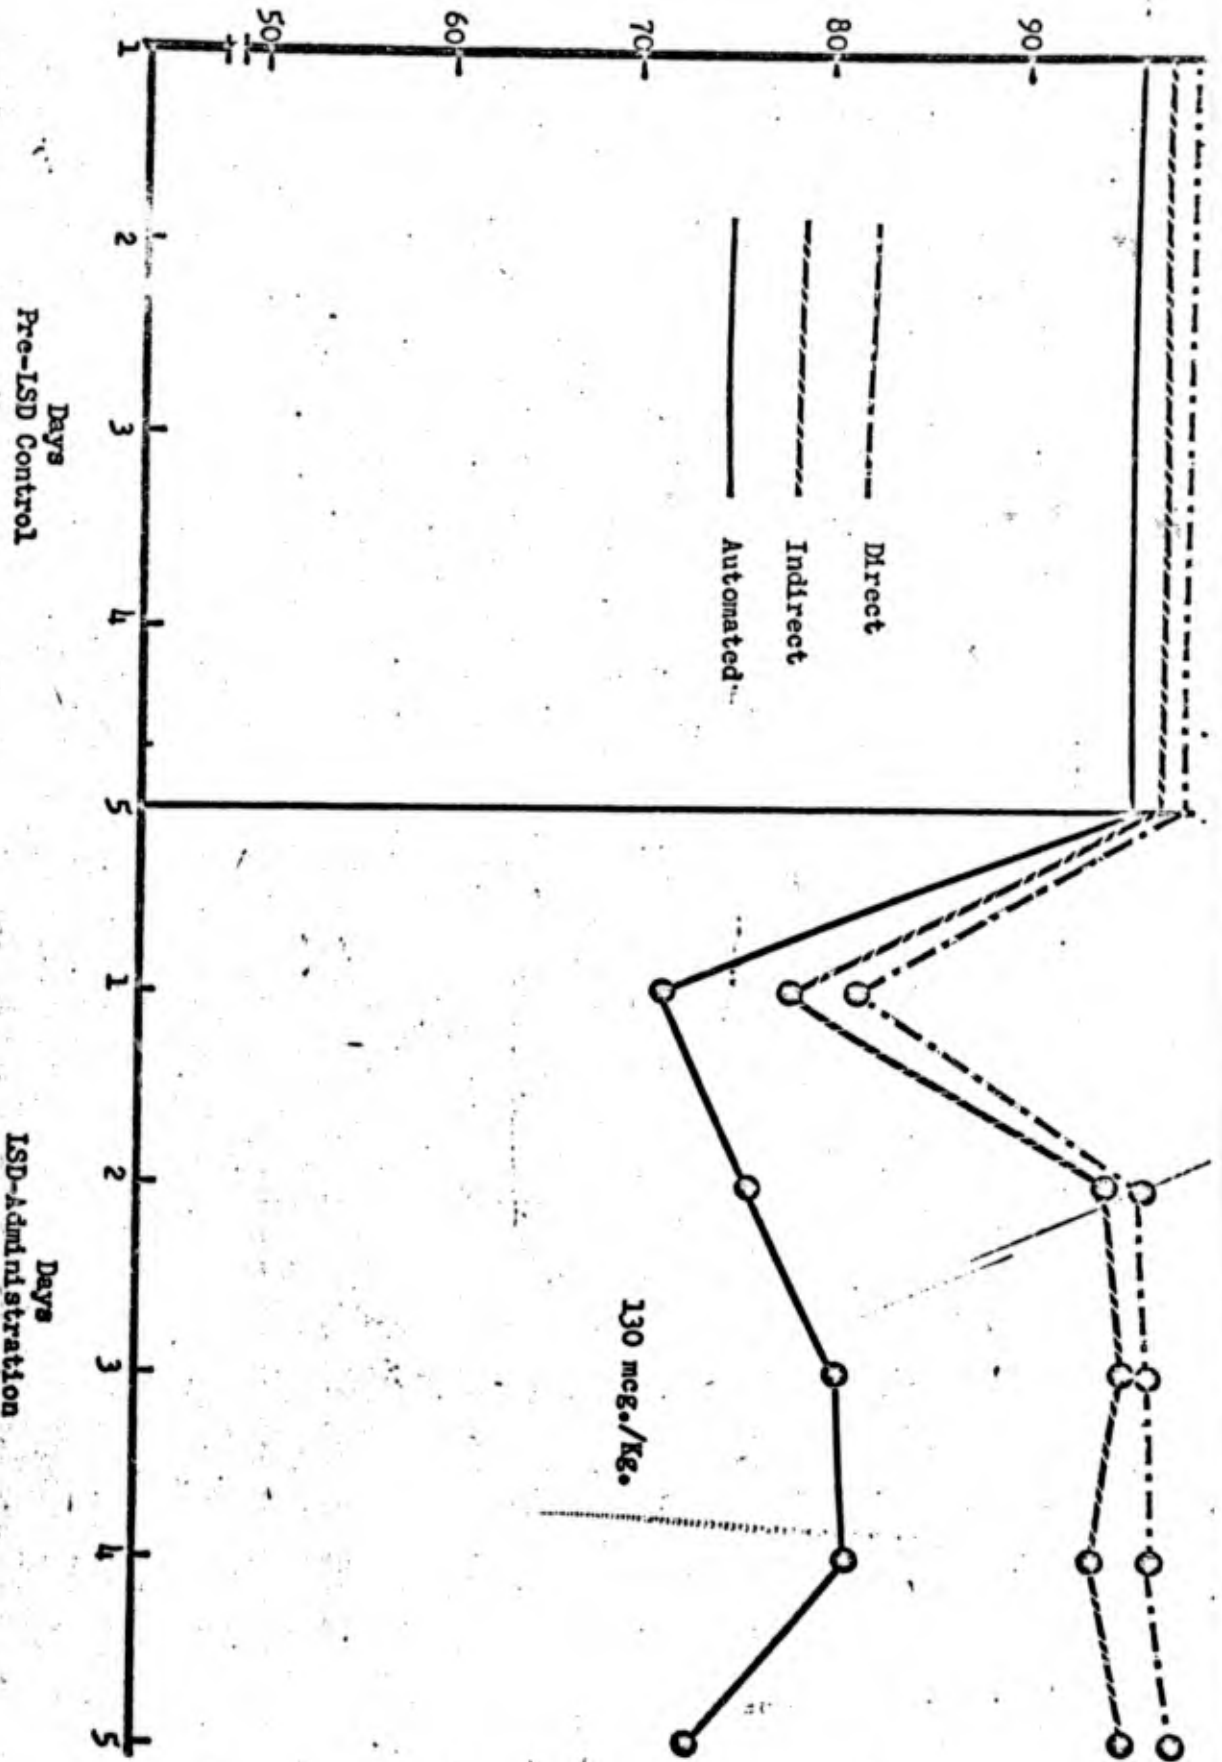 50
60
70
80
90
Direct
Indirect
Automated
130 mcg./Kg.
1 2 3 4 5 1 2 3 4 5
Days
Pre-LSD Control
Days
LSD-Administration